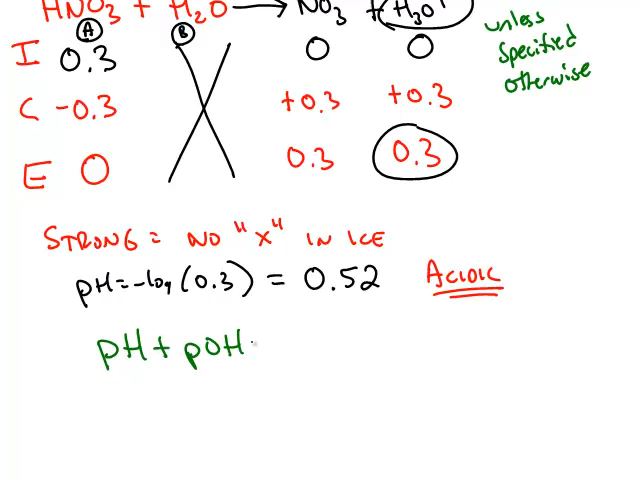 HNO3 + H2O → NO3 + H3O+
A B
I 0.3 0 0
C -0.3 +0.3 +0.3
E 0 0.3 0.3
unless
specified
otherwise
STRONG = NO "X" IN ICE
pH=-log(0.3) = 0.52 ACIDIC
pH + pOH